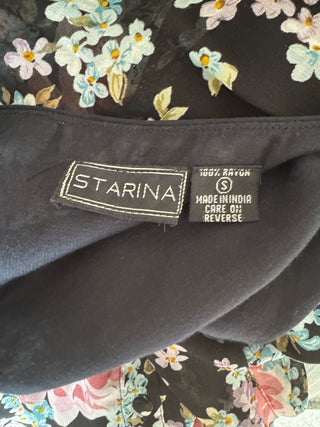 STARINA
100% RAYON
S
MADE IN INDIA
CARE ON
REVERSE